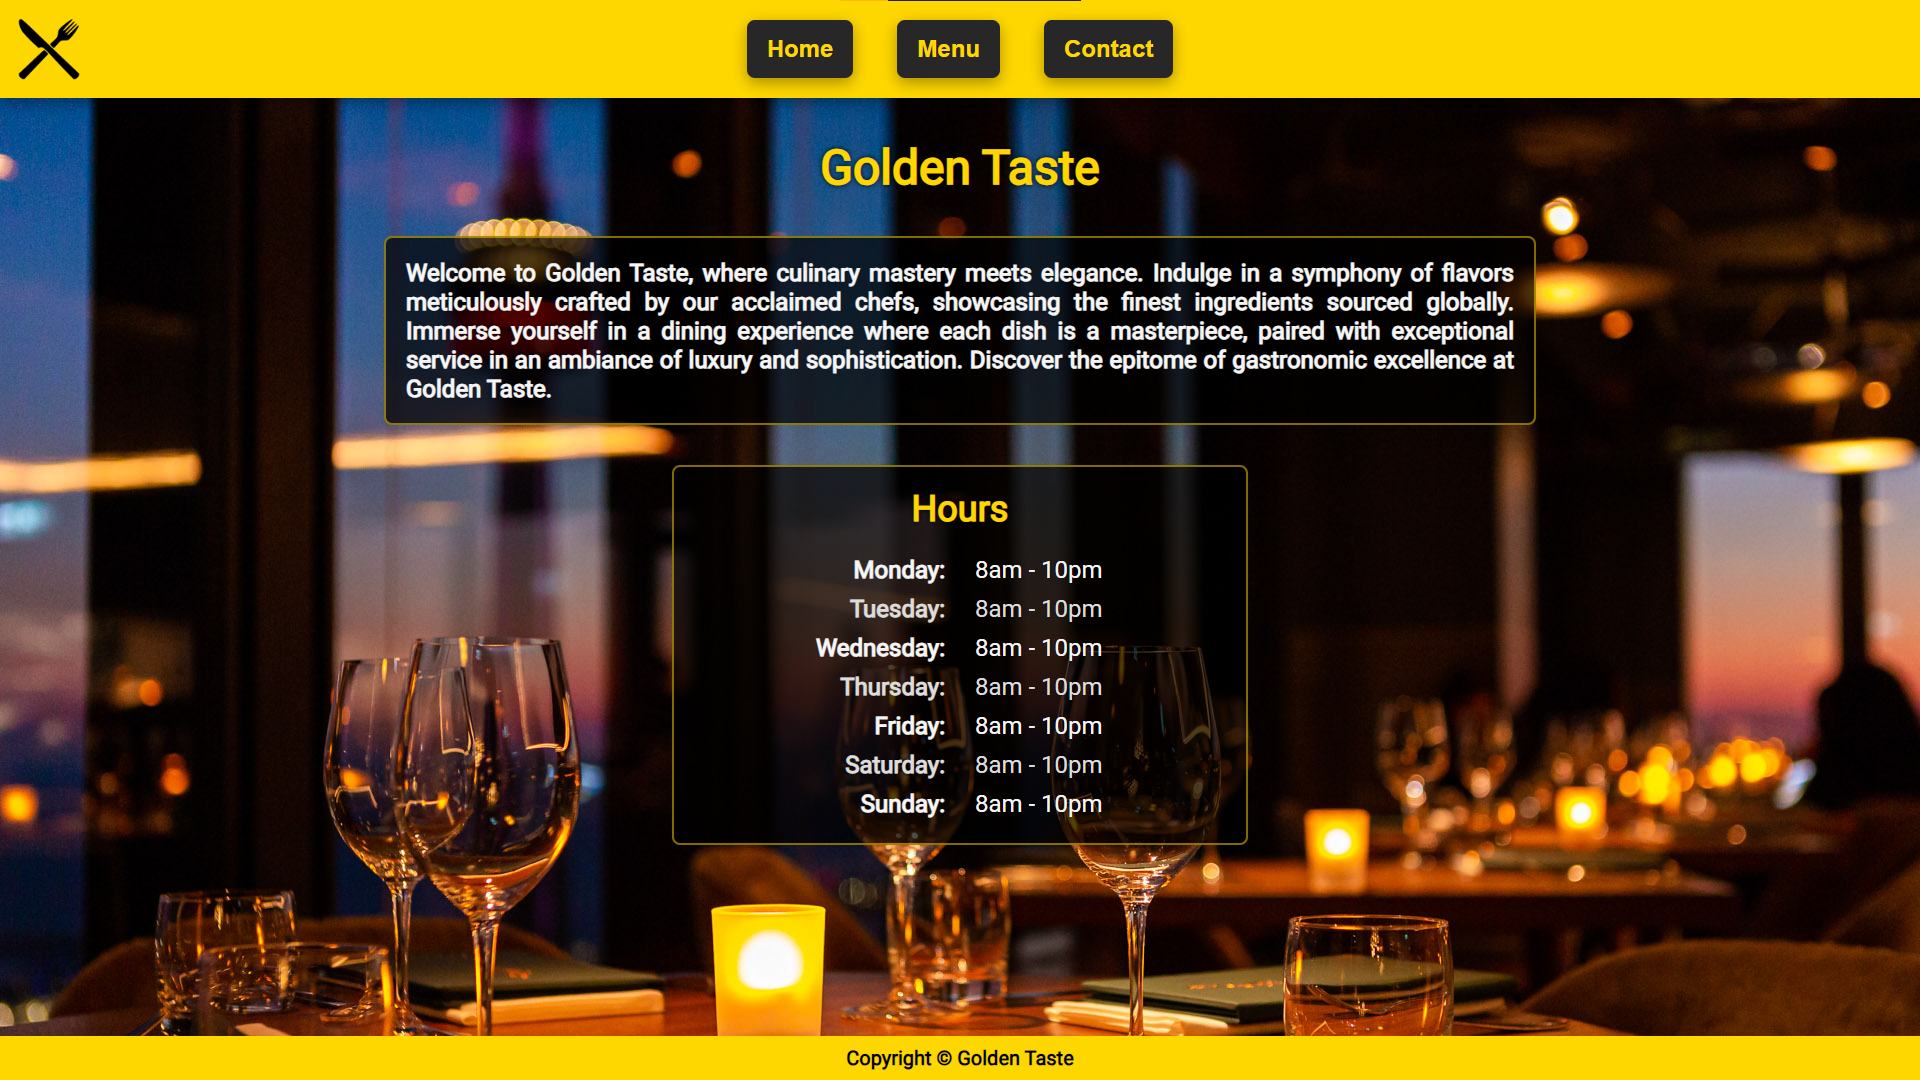 Home Menu Contact
Golden Taste
Welcome to Golden Taste, where culinary mastery meets elegance. Indulge in a symphony of flavors
meticulously crafted by our acclaimed chefs, showcasing the finest ingredients sourced globally.
Immerse yourself in a dining experience where each dish is a masterpiece, paired with exceptional
service in an ambiance of luxury and sophistication. Discover the epitome of gastronomic excellence at
Golden Taste.
Hours
Monday: 8am - 10pm
Tuesday: 8am - 10pm
Wednesday: 8am - 10pm
Thursday: 8am - 10pm
Friday: 8am - 10pm
Saturday: 8am - 10pm
Sunday: 8am - 10pm
Copyright © Golden Taste